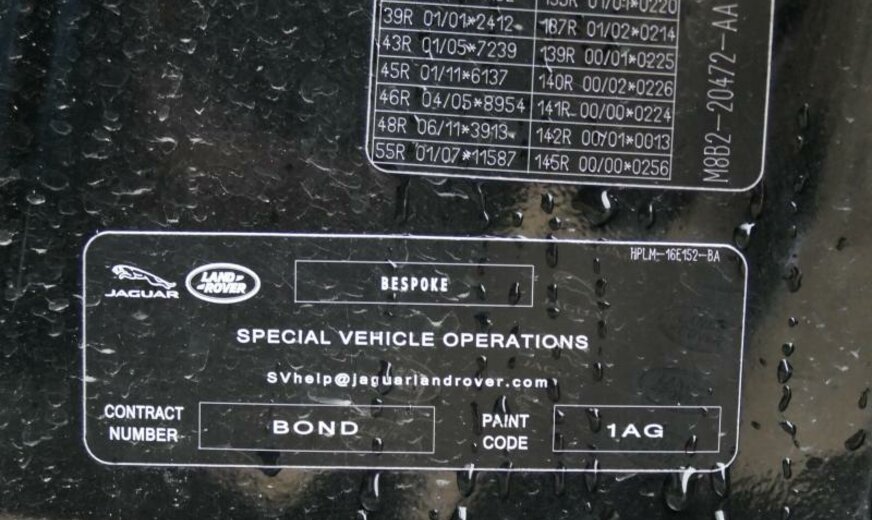 39R 01/01*2412 137R 01/02*0214
43R 01/05*7239 139R 00/01*0225
45R 01/11*6137 140R 00/02*0226
46R 04/05*8954 141R 00/00*0224
48R 06/11*3913 142R 00/01*0013
55R 01/07*11587 145R 00/00*0256
M8B2-20472-AA
HPLM-16E152-BA
JAGUAR LAND ROVER BESPOKE
SPECIAL VEHICLE OPERATIONS
SVhelp@jaguarlandrover.com
CONTRACT NUMBER BOND PAINT CODE 1AG